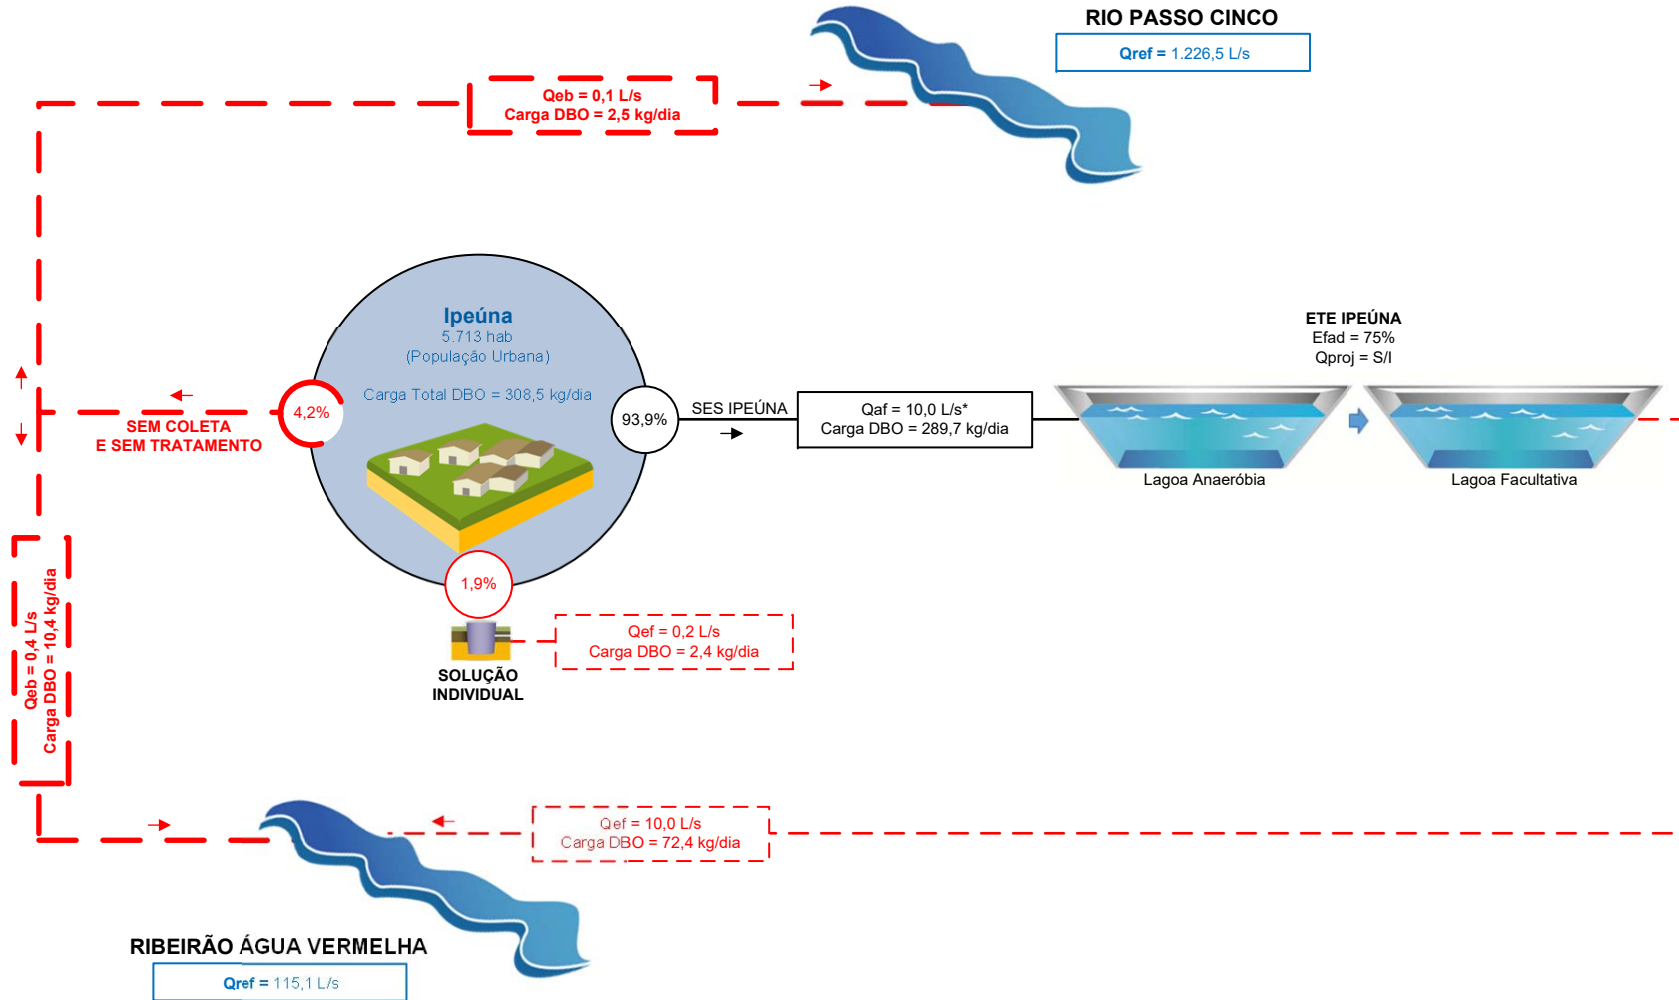 RIO PASSO CINCO
Qref = 1.226,5 L/s
Qeb = 0,1 L/s
Carga DBO = 2,5 kg/dia
Ipeúna
5.713 hab
(População Urbana)
Carga Total DBO = 308,5 kg/dia
4,2%
SEM COLETA
E SEM TRATAMENTO
93,9%
SES IPEÚNA
Qaf = 10,0 L/s*
Carga DBO = 289,7 kg/dia
ETE IPEÚNA
Efad = 75%
Qproj = S/I
Lagoa Anaeróbia
Lagoa Facultativa
1,9%
SOLUÇÃO
INDIVIDUAL
Qef = 0,2 L/s
Carga DBO = 2,4 kg/dia
Qeb = 0,4 L/s
Carga DBO = 10,4 kg/dia
Qef = 10,0 L/s
Carga DBO = 72,4 kg/dia
RIBEIRÃO ÁGUA VERMELHA
Qref = 115,1 L/s